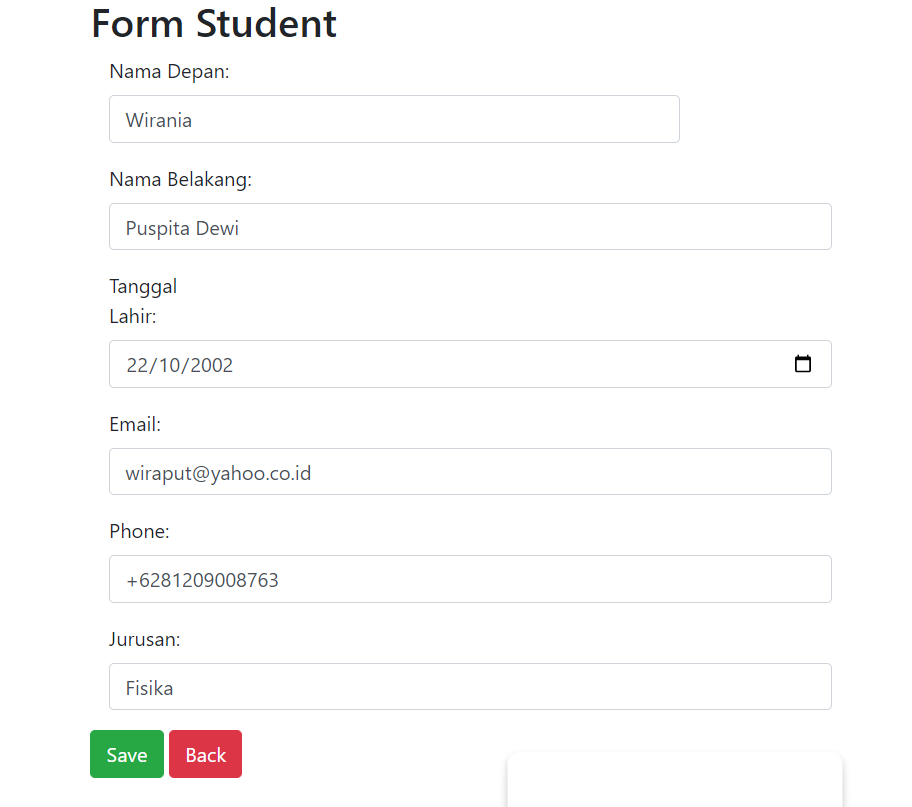 Form Student
Nama Depan:
Wirania
Nama Belakang:
Puspita Dewi
Tanggal
Lahir:
22/10/2002
Email:
wiraput@yahoo.co.id
Phone:
+6281209008763
Jurusan:
Fisika
Save Back